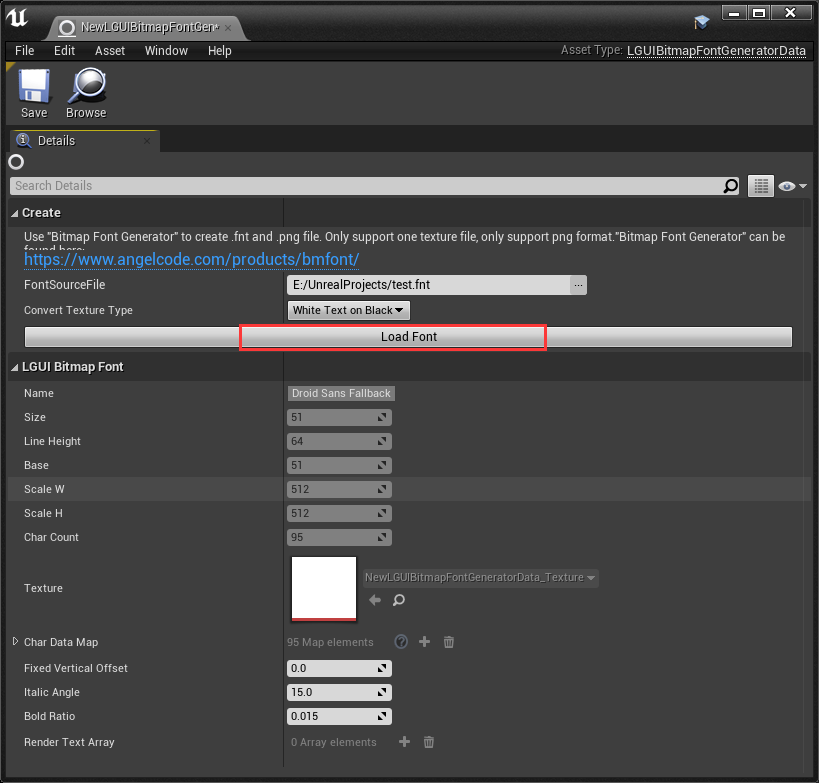 NewLGUIBitmapFontGen*
File Edit Asset Window Help
Asset Type: LGUIBitmapFontGeneratorData
Save Browse
Details
Search Details
Create
Use "Bitmap Font Generator" to create .fnt and .png file. Only support one texture file, only support png format."Bitmap Font Generator" can be
found here:
https://www.angelcode.com/products/bmfont/
FontSourceFile E:/UnrealProjects/test.fnt ...
Convert Texture Type White Text on Black
Load Font
LGUI Bitmap Font
Name Droid Sans Fallback
Size 51
Line Height 64
Base 51
Scale W 512
Scale H 512
Char Count 95
Texture NewLGUIBitmapFontGeneratorData_Texture
Char Data Map 95 Map elements ?
Fixed Vertical Offset 0.0
Italic Angle 15.0
Bold Ratio 0.015
Render Text Array 0 Array elements